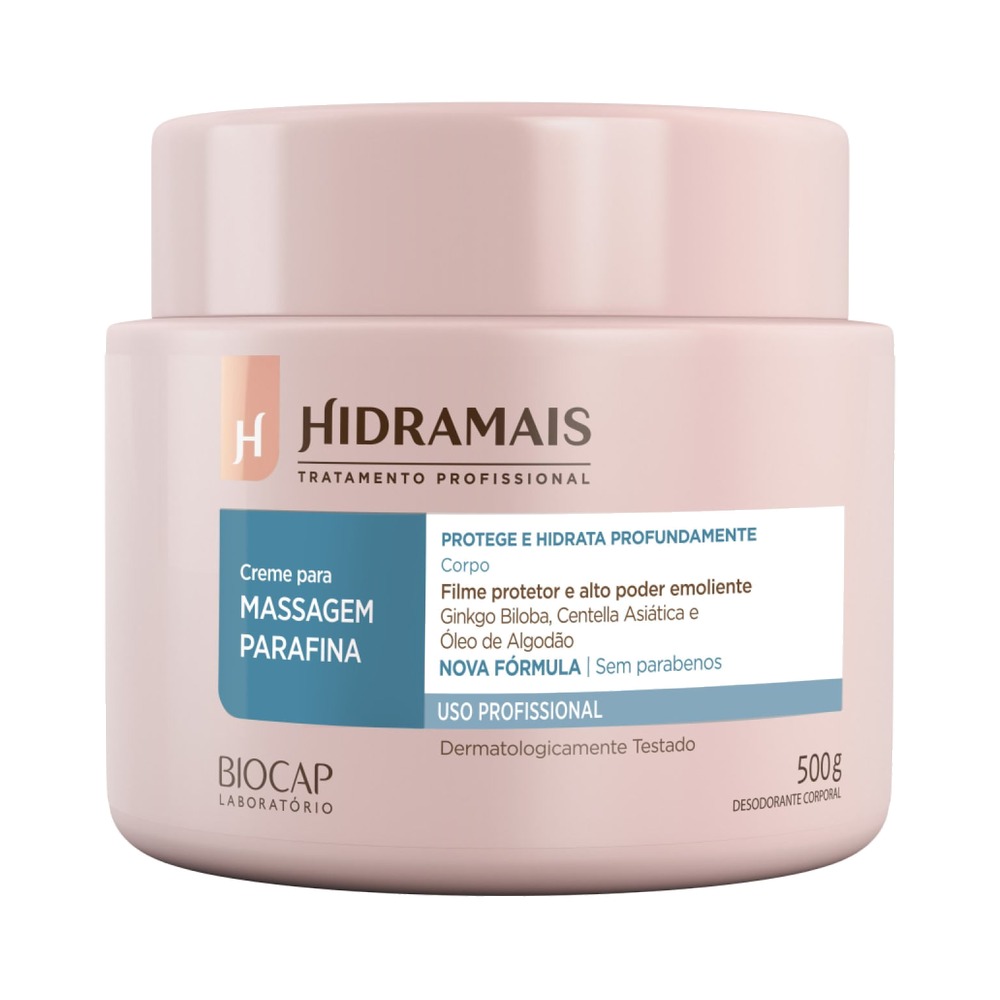 H
HIDRAMAIS
TRATAMENTO PROFISSIONAL
Creme para
MASSAGEM
PARAFINA
PROTEGE E HIDRATA PROFUNDAMENTE
Corpo
Filme protetor e alto poder emoliente
Ginkgo Biloba, Centella Asiática e
Óleo de Algodão
NOVA FÓRMULA | Sem parabenos
USO PROFISSIONAL
Dermatologicamente Testado
BIOCAP
LABORATÓRIO
500g
DESODORANTE CORPORAL